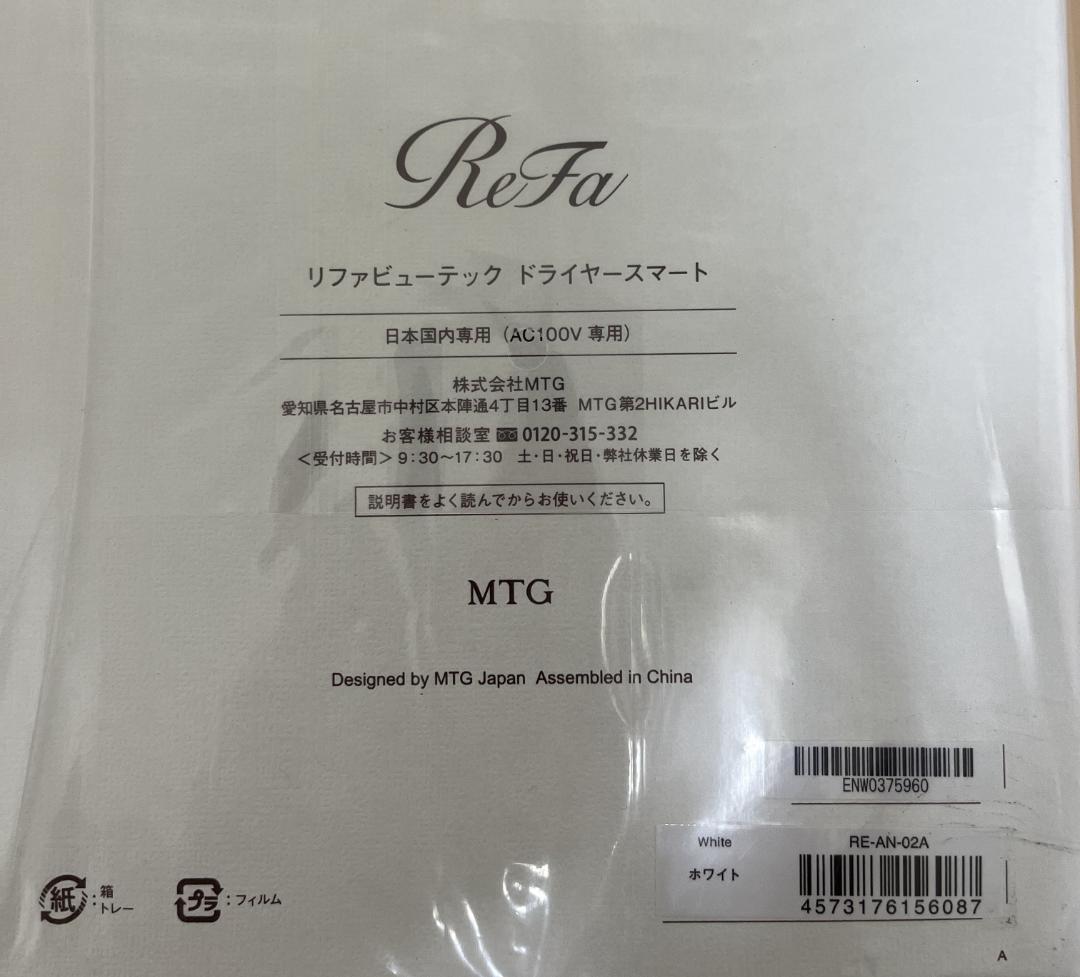 ReFa
リファビューテック ドライヤースマート
日本国内専用（AC100V 専用）
株式会社MTG
愛知県名古屋市中村区本陣通4丁目13番 MTG第2HIKARIビル
お客様相談室 0120-315-332
＜受付時間＞9:30〜17:30 土・日・祝日・弊社休業日を除く
説明書をよく読んでからお使いください。
MTG
Designed by MTG Japan Assembled in China
ENW0375960
White RE-AN-02A
ホワイト
4573176156087
紙：箱
トレー
プラ：フィルム
A